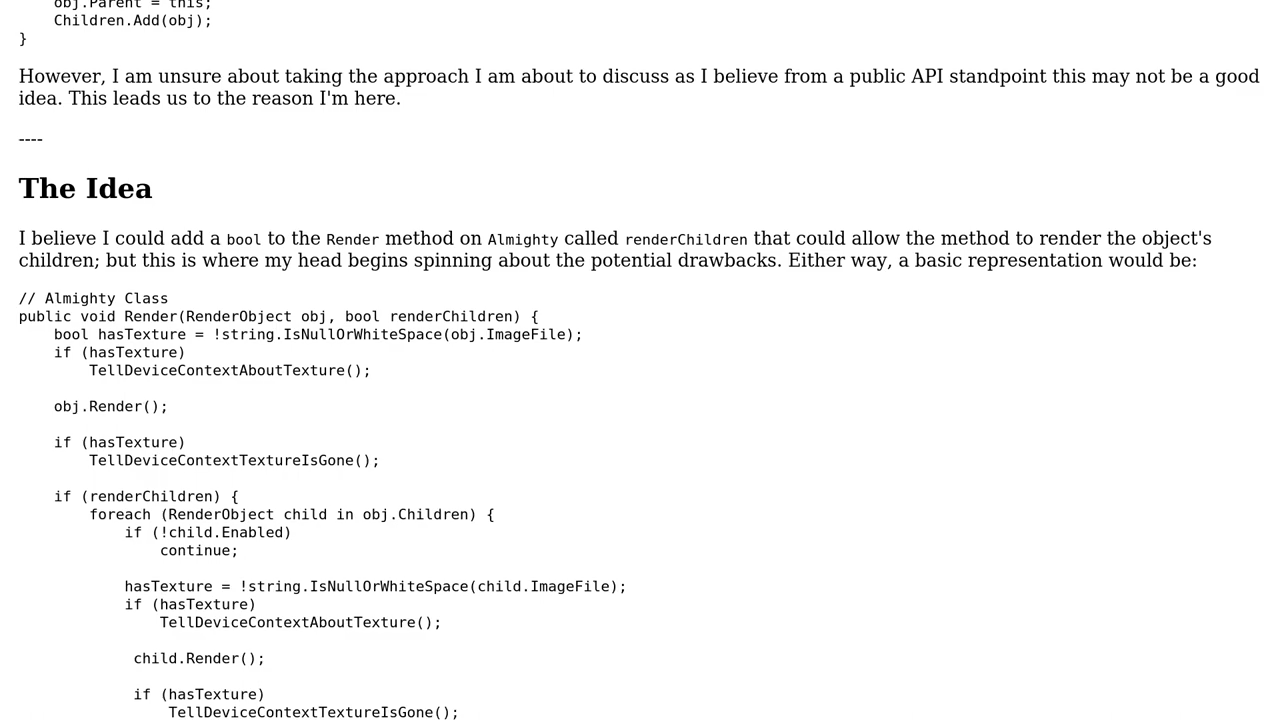 obj.Parent = this;
    Children.Add(obj);
}
However, I am unsure about taking the approach I am about to discuss as I believe from a public API standpoint this may not be a good
idea. This leads us to the reason I'm here.
----
The Idea
I believe I could add a bool to the Render method on Almighty called renderChildren that could allow the method to render the object's
children; but this is where my head begins spinning about the potential drawbacks. Either way, a basic representation would be:
// Almighty Class
public void Render(RenderObject obj, bool renderChildren) {
    bool hasTexture = !string.IsNullOrWhiteSpace(obj.ImageFile);
    if (hasTexture)
        TellDeviceContextAboutTexture();

    obj.Render();

    if (hasTexture)
        TellDeviceContextTextureIsGone();

    if (renderChildren) {
        foreach (RenderObject child in obj.Children) {
            if (!child.Enabled)
                continue;

            hasTexture = !string.IsNullOrWhiteSpace(child.ImageFile);
            if (hasTexture)
                TellDeviceContextAboutTexture();

             child.Render();

             if (hasTexture)
                 TellDeviceContextTextureIsGone();